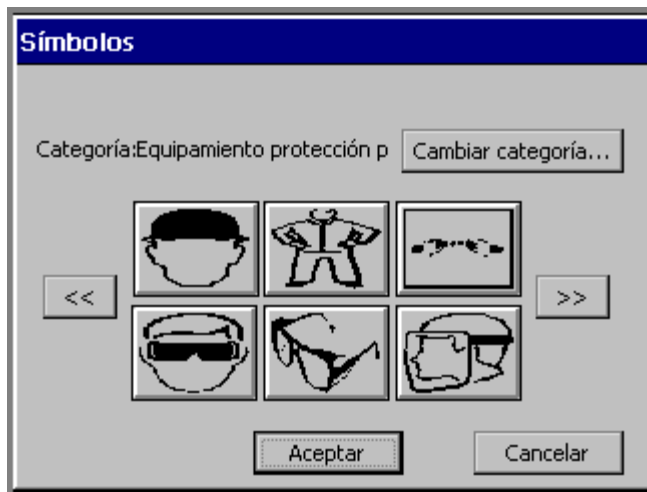 Símbolos
Categoría:Equipamiento protección p
Cambiar categoría...
<<
>>
Aceptar
Cancelar